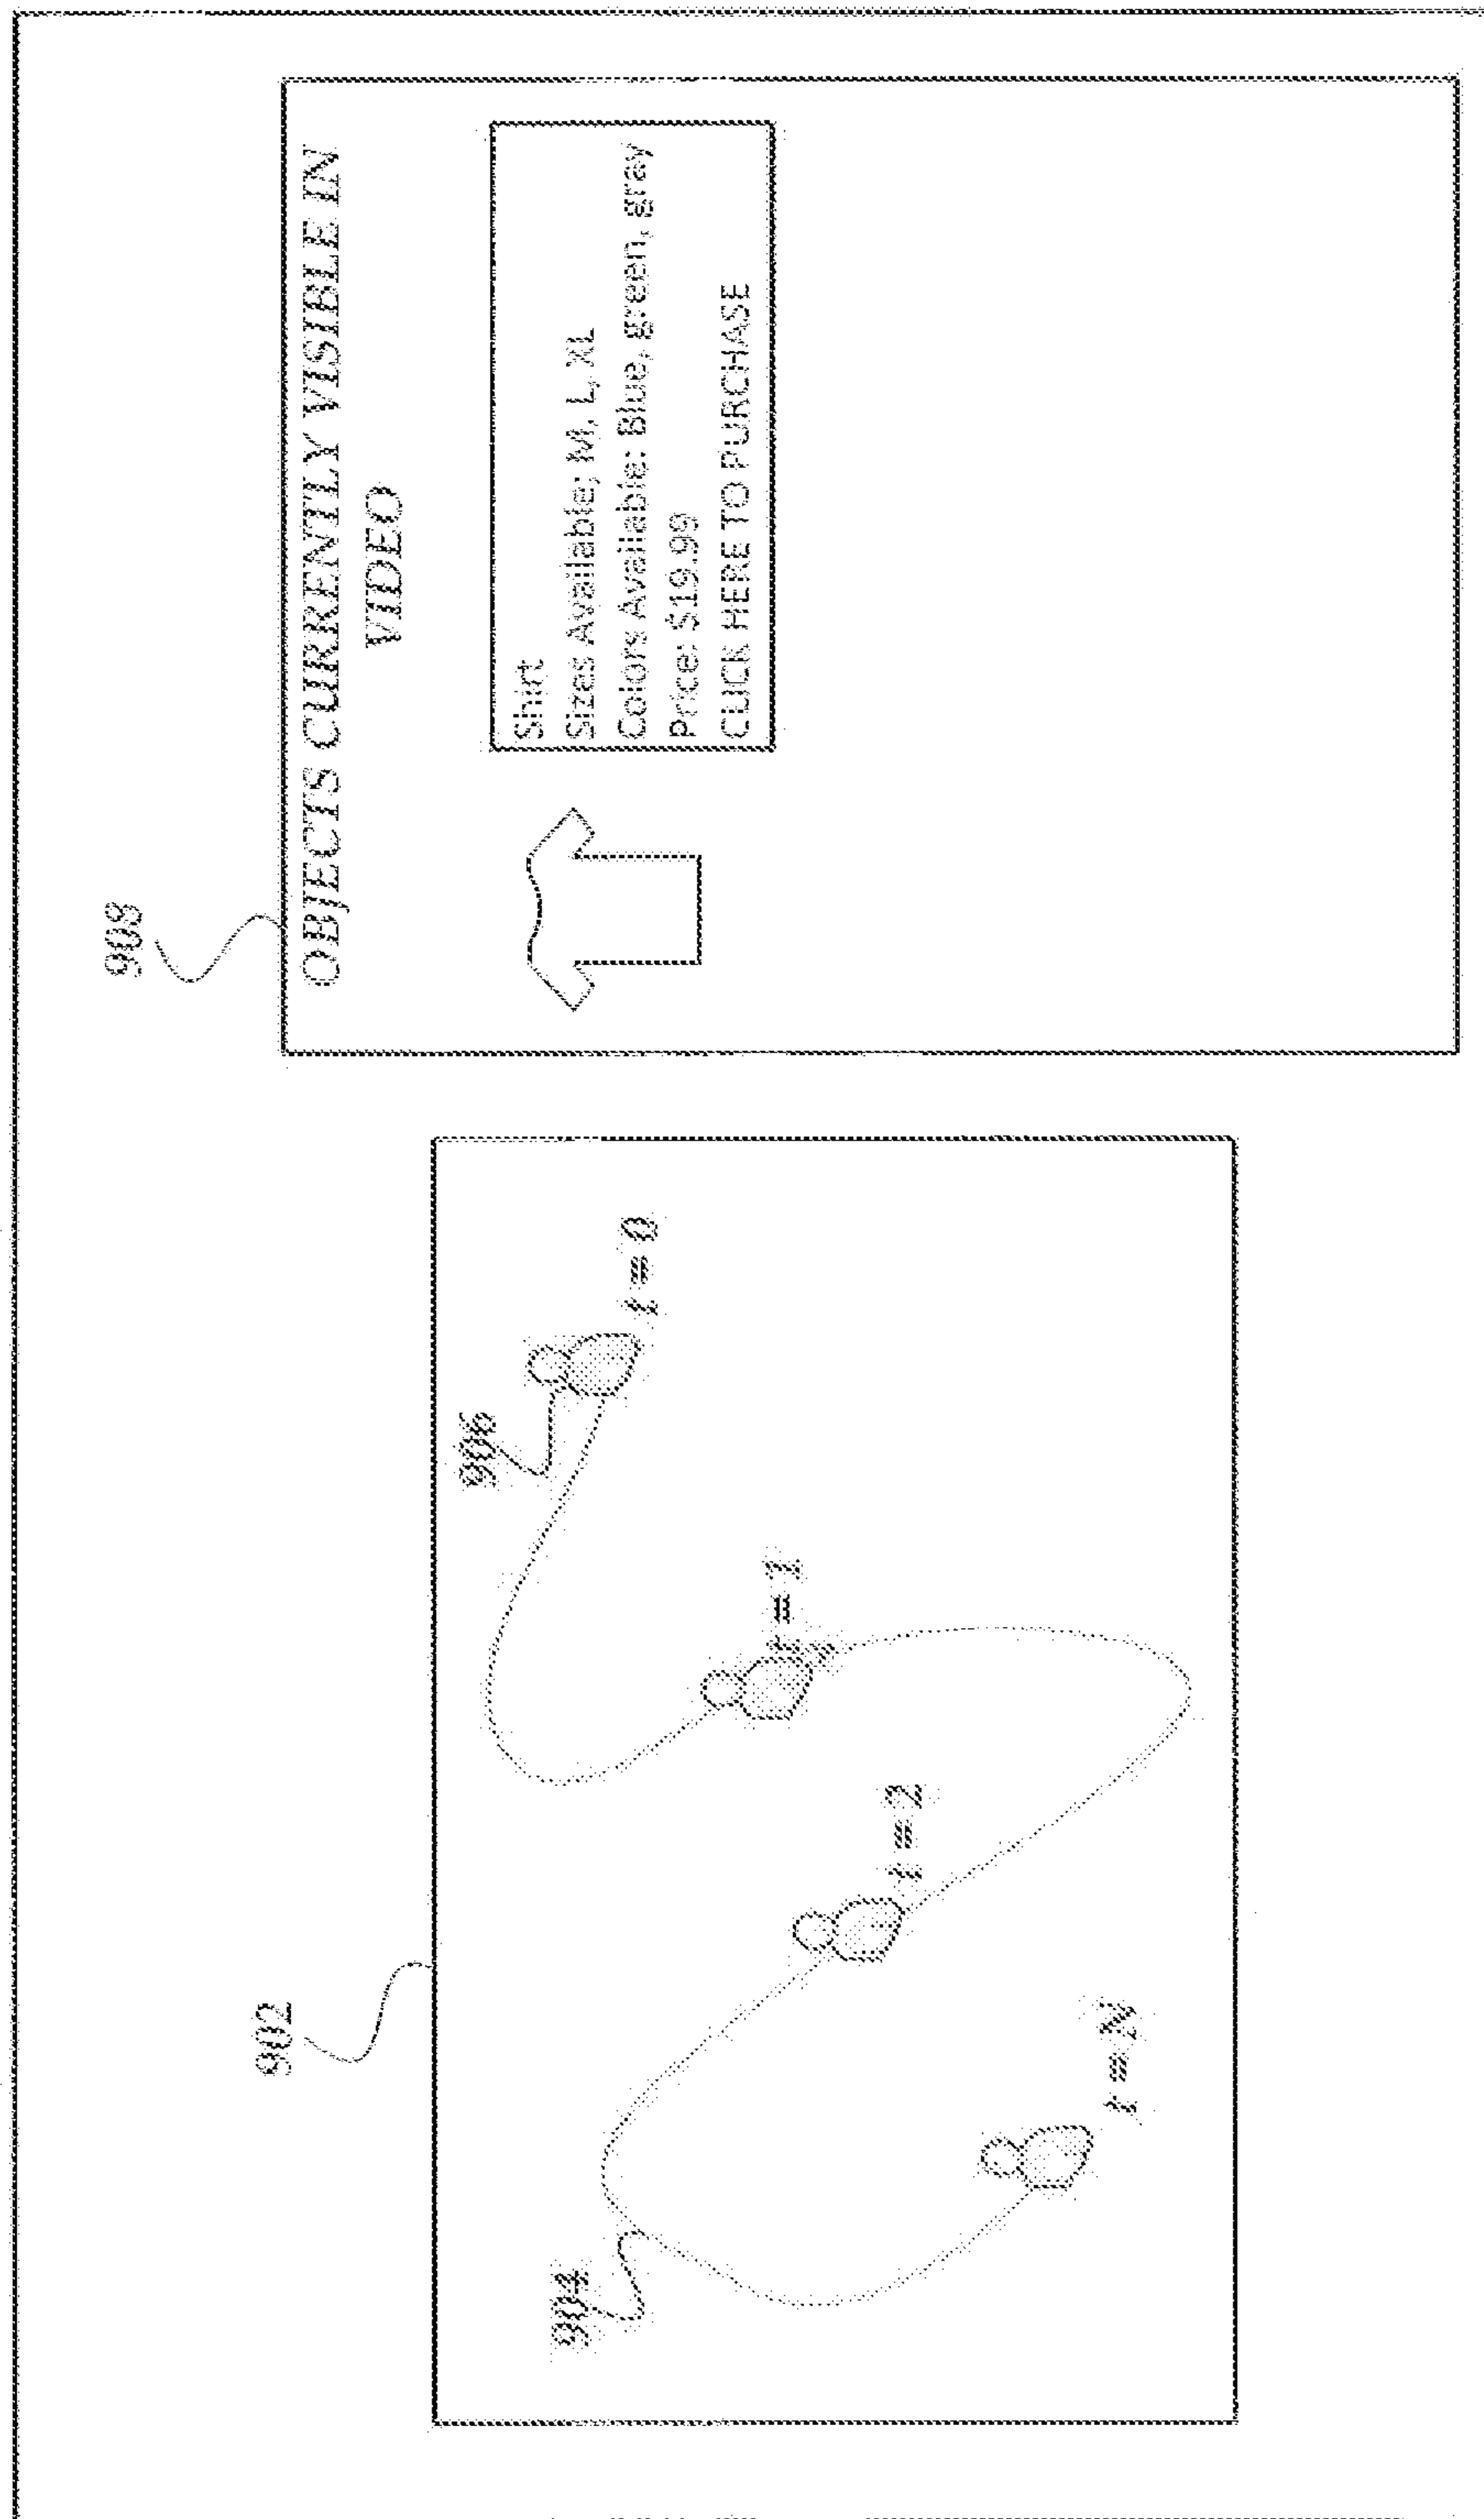 902
904
906
t = 0
t = 1
t = 2
t = N
908
OBJECTS CURRENTLY VISIBLE IN
VIDEO
Shirt
Sizes Available; M, L, XL
Colors Available: Blue, green, gray
Price: $19.99
CLICK HERE TO PURCHASE